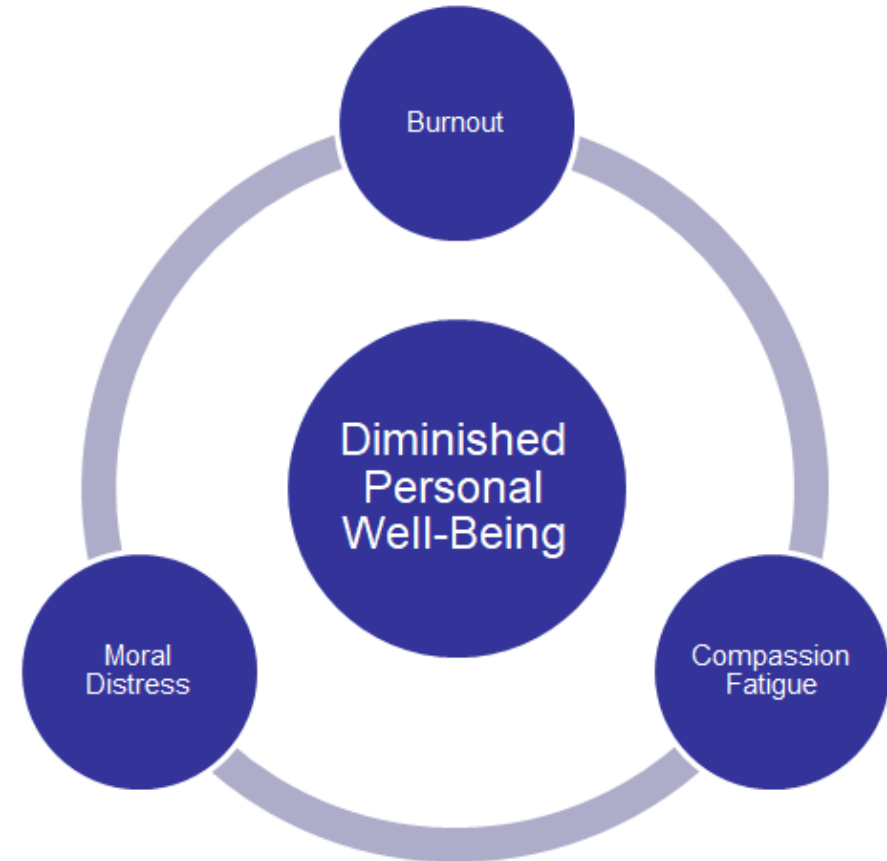 Burnout
Diminished
Personal
Well-Being
Moral
Distress
Compassion
Fatigue